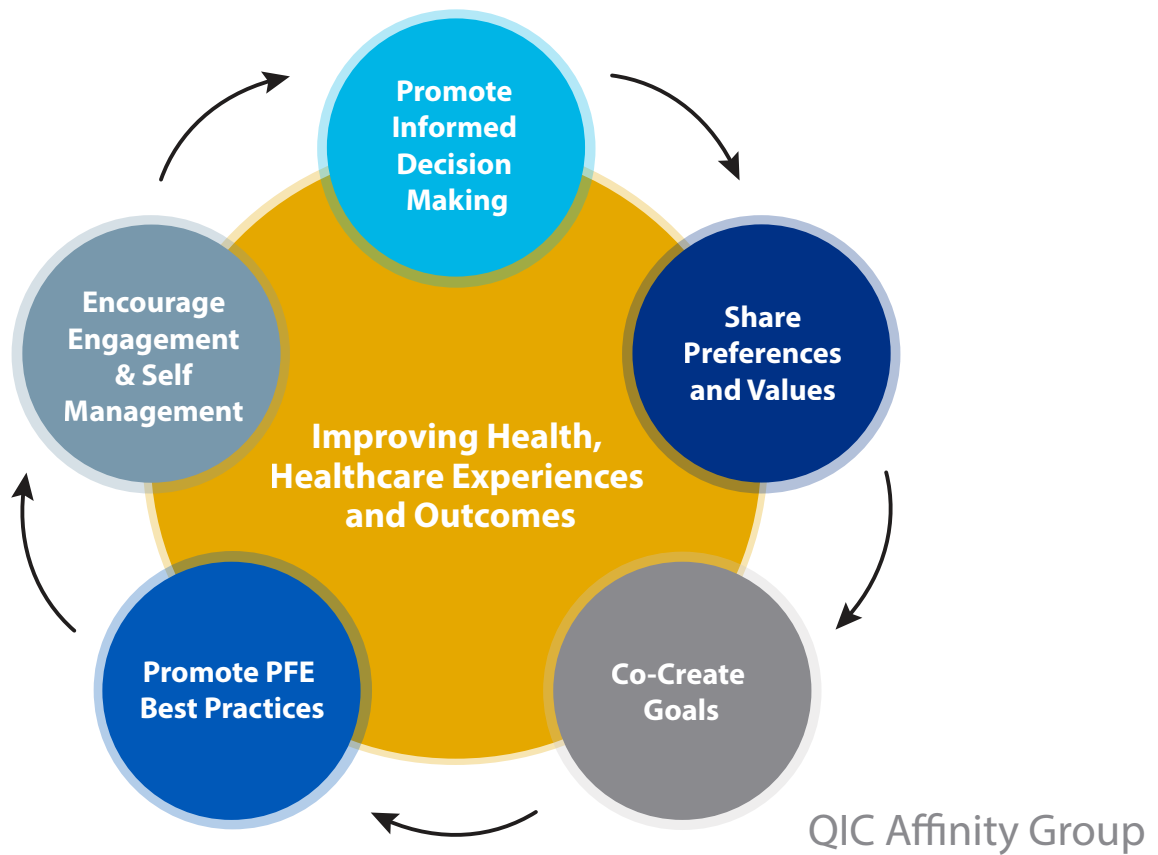 Promote
Informed
Decision
Making
Share
Preferences
and Values
Co-Create
Goals
Promote PFE
Best Practices
Encourage
Engagement
& Self
Management
Improving Health,
Healthcare Experiences
and Outcomes
QIC Affinity Group